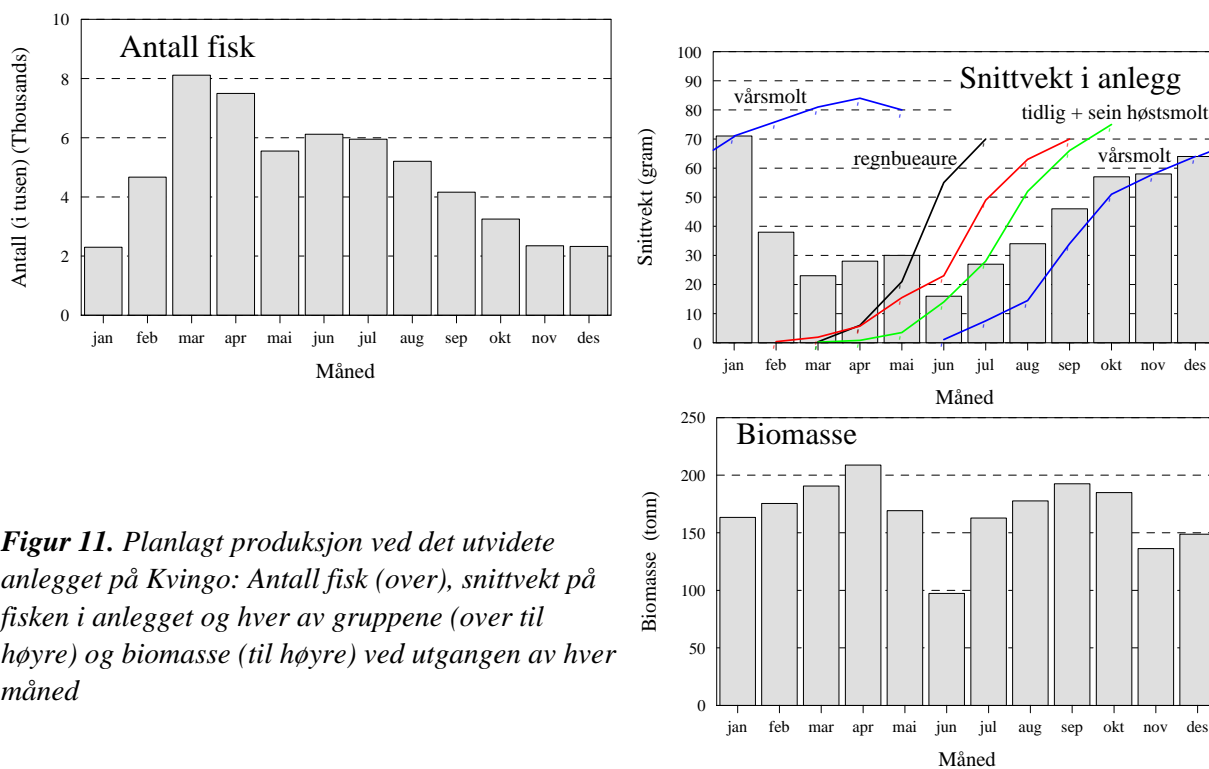 Antall fisk
Antall (i tusen) (Thousands)
10
8
6
4
2
0
jan feb mar apr mai jun jul aug sep okt nov des
Måned
Snittvekt i anlegg
Snittvekt (gram)
100
90
80
70
60
50
40
30
20
10
0
vårsmolt
tidlig + sein høstsmolt
regnbueaure
vårsmolt
jan feb mar apr mai jun jul aug sep okt nov des
Måned
Biomasse
Biomasse (tonn)
250
200
150
100
50
0
jan feb mar apr mai jun jul aug sep okt nov des
Måned
Figur 11. Planlagt produksjon ved det utvidete
anlegget på Kvingo: Antall fisk (over), snittvekt på
fisken i anlegget og hver av gruppene (over til
høyre) og biomasse (til høyre) ved utgangen av hver
måned